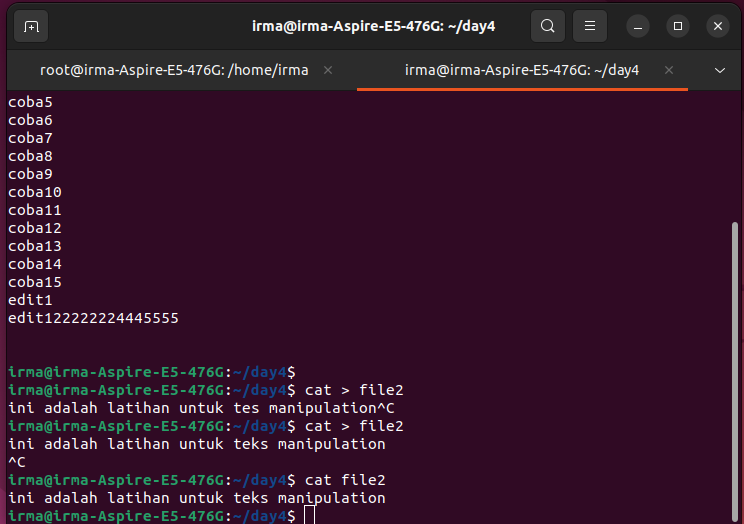 irma@irma-Aspire-E5-476G: ~/day4
root@irma-Aspire-E5-476G: /home/irma
irma@irma-Aspire-E5-476G: ~/day4
coba5
coba6
coba7
coba8
coba9
coba10
coba11
coba12
coba13
coba14
coba15
edit1
edit122222224445555
irma@irma-Aspire-E5-476G:~/day4$
irma@irma-Aspire-E5-476G:~/day4$ cat > file2
ini adalah latihan untuk tes manipulation^C
irma@irma-Aspire-E5-476G:~/day4$ cat > file2
ini adalah latihan untuk teks manipulation
^C
irma@irma-Aspire-E5-476G:~/day4$ cat file2
ini adalah latihan untuk teks manipulation
irma@irma-Aspire-E5-476G:~/day4$